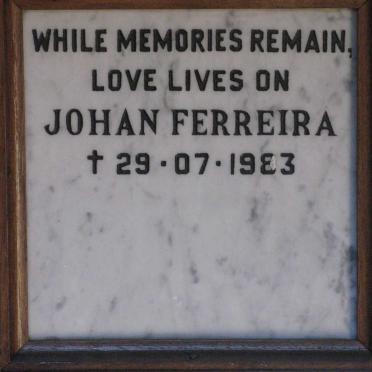 WHILE MEMORIES REMAIN,
LOVE LIVES ON
JOHAN FERREIRA
✝ 29·07·1983